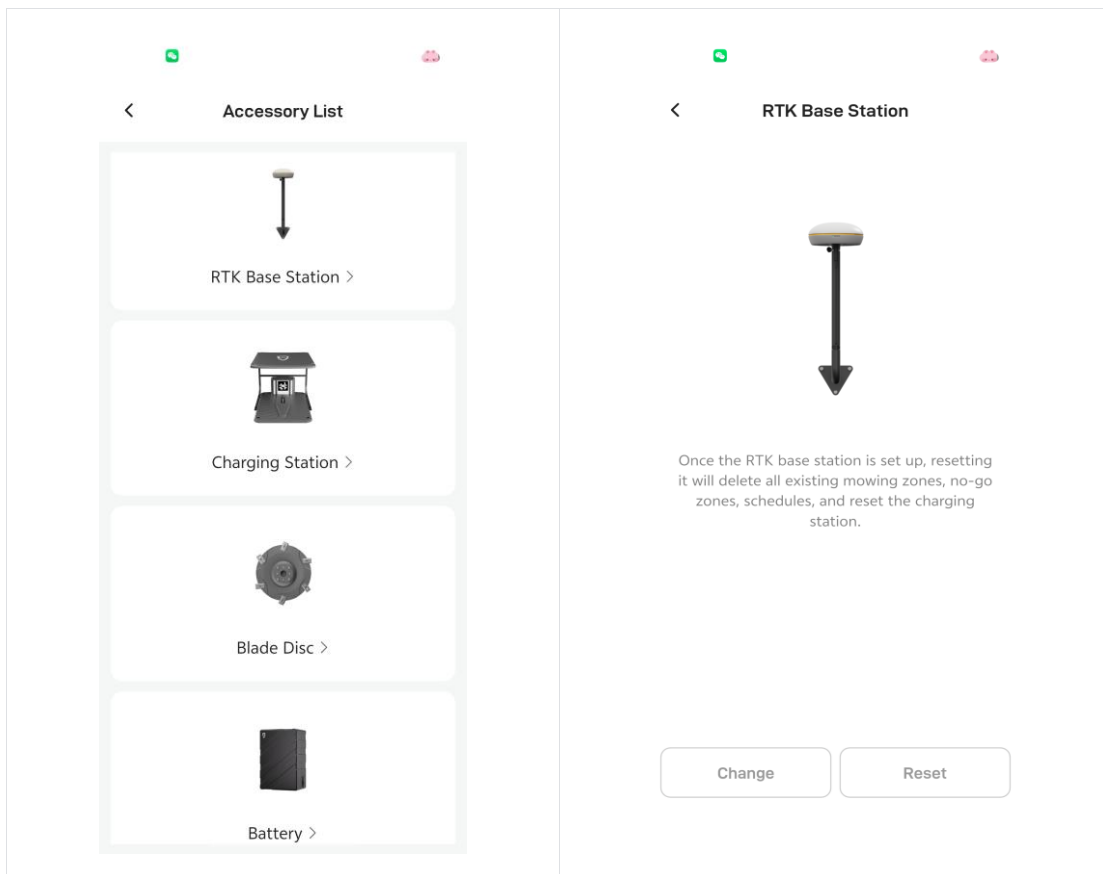 Accessory List
RTK Base Station
Charging Station
Blade Disc
Battery
RTK Base Station
Once the RTK base station is set up, resetting
it will delete all existing mowing zones, no-go
zones, schedules, and reset the charging
station.
Change
Reset